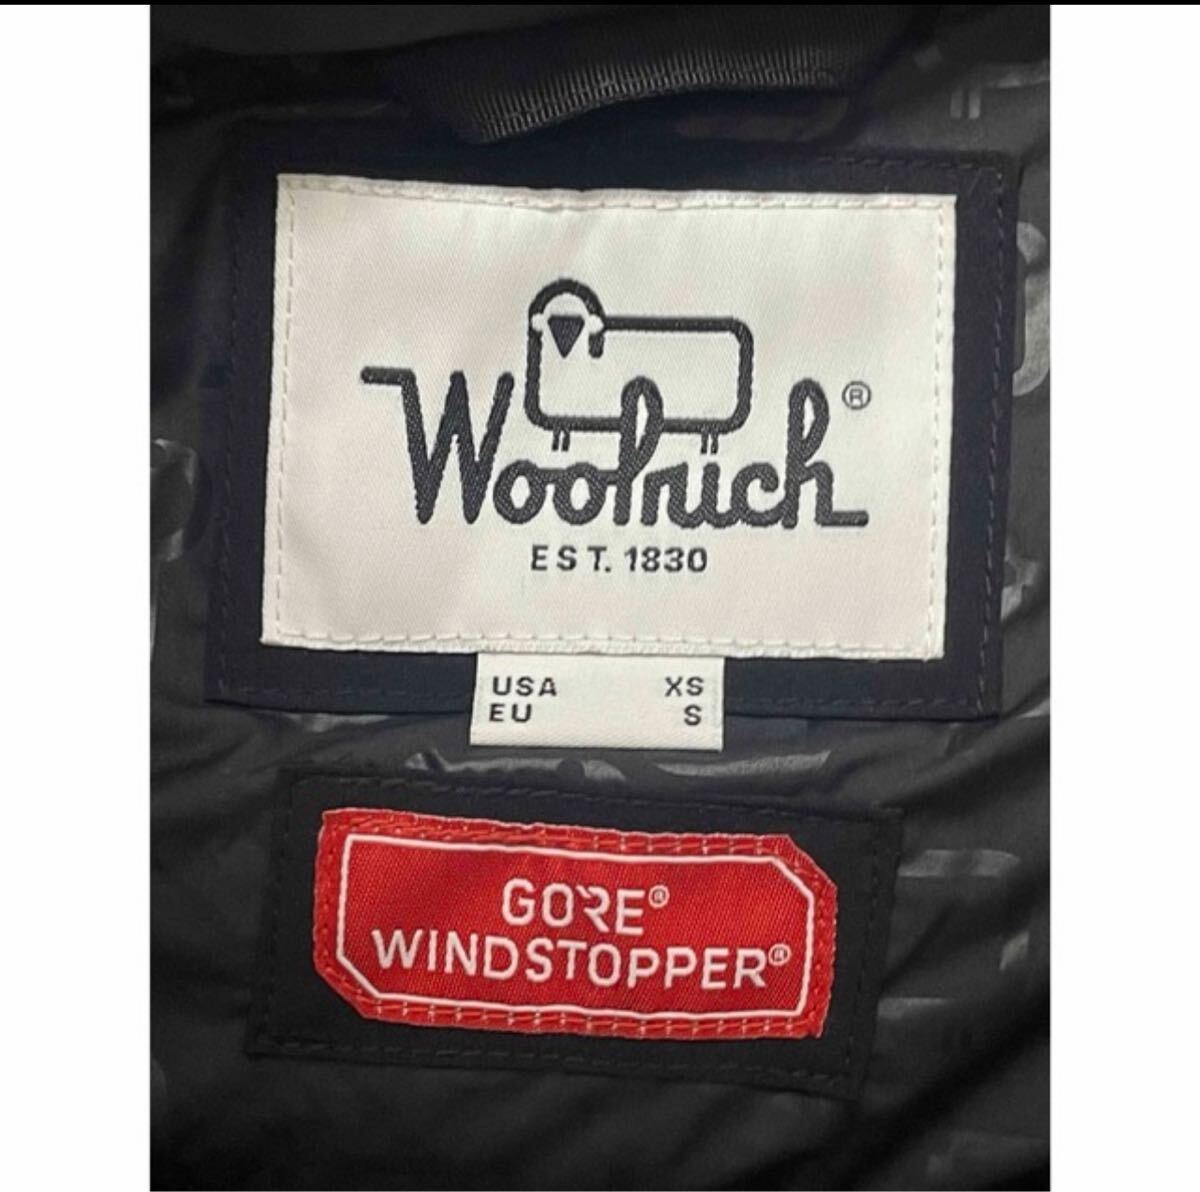 Woolrich®
EST. 1830
USA XS
EU S
GORE®
WINDSTOPPER®